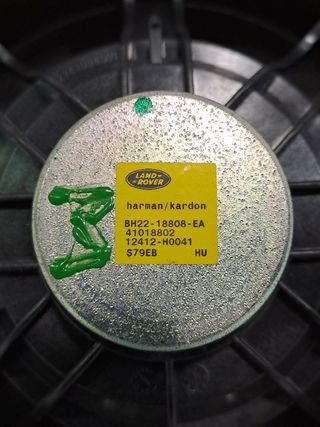 LAND-
-ROVER
harman/kardon
BH22-18808-EA
41018802
12412-H0041
S79EB HU